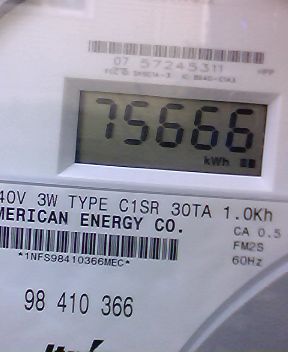 07 57245311
75666
kWh
40V 3W TYPE C1SR 30TA 1.0Kh
MERICAN ENERGY CO.
CA 0.5
*1NFS98410366MEC*
FM2S
60Hz
98 410 366